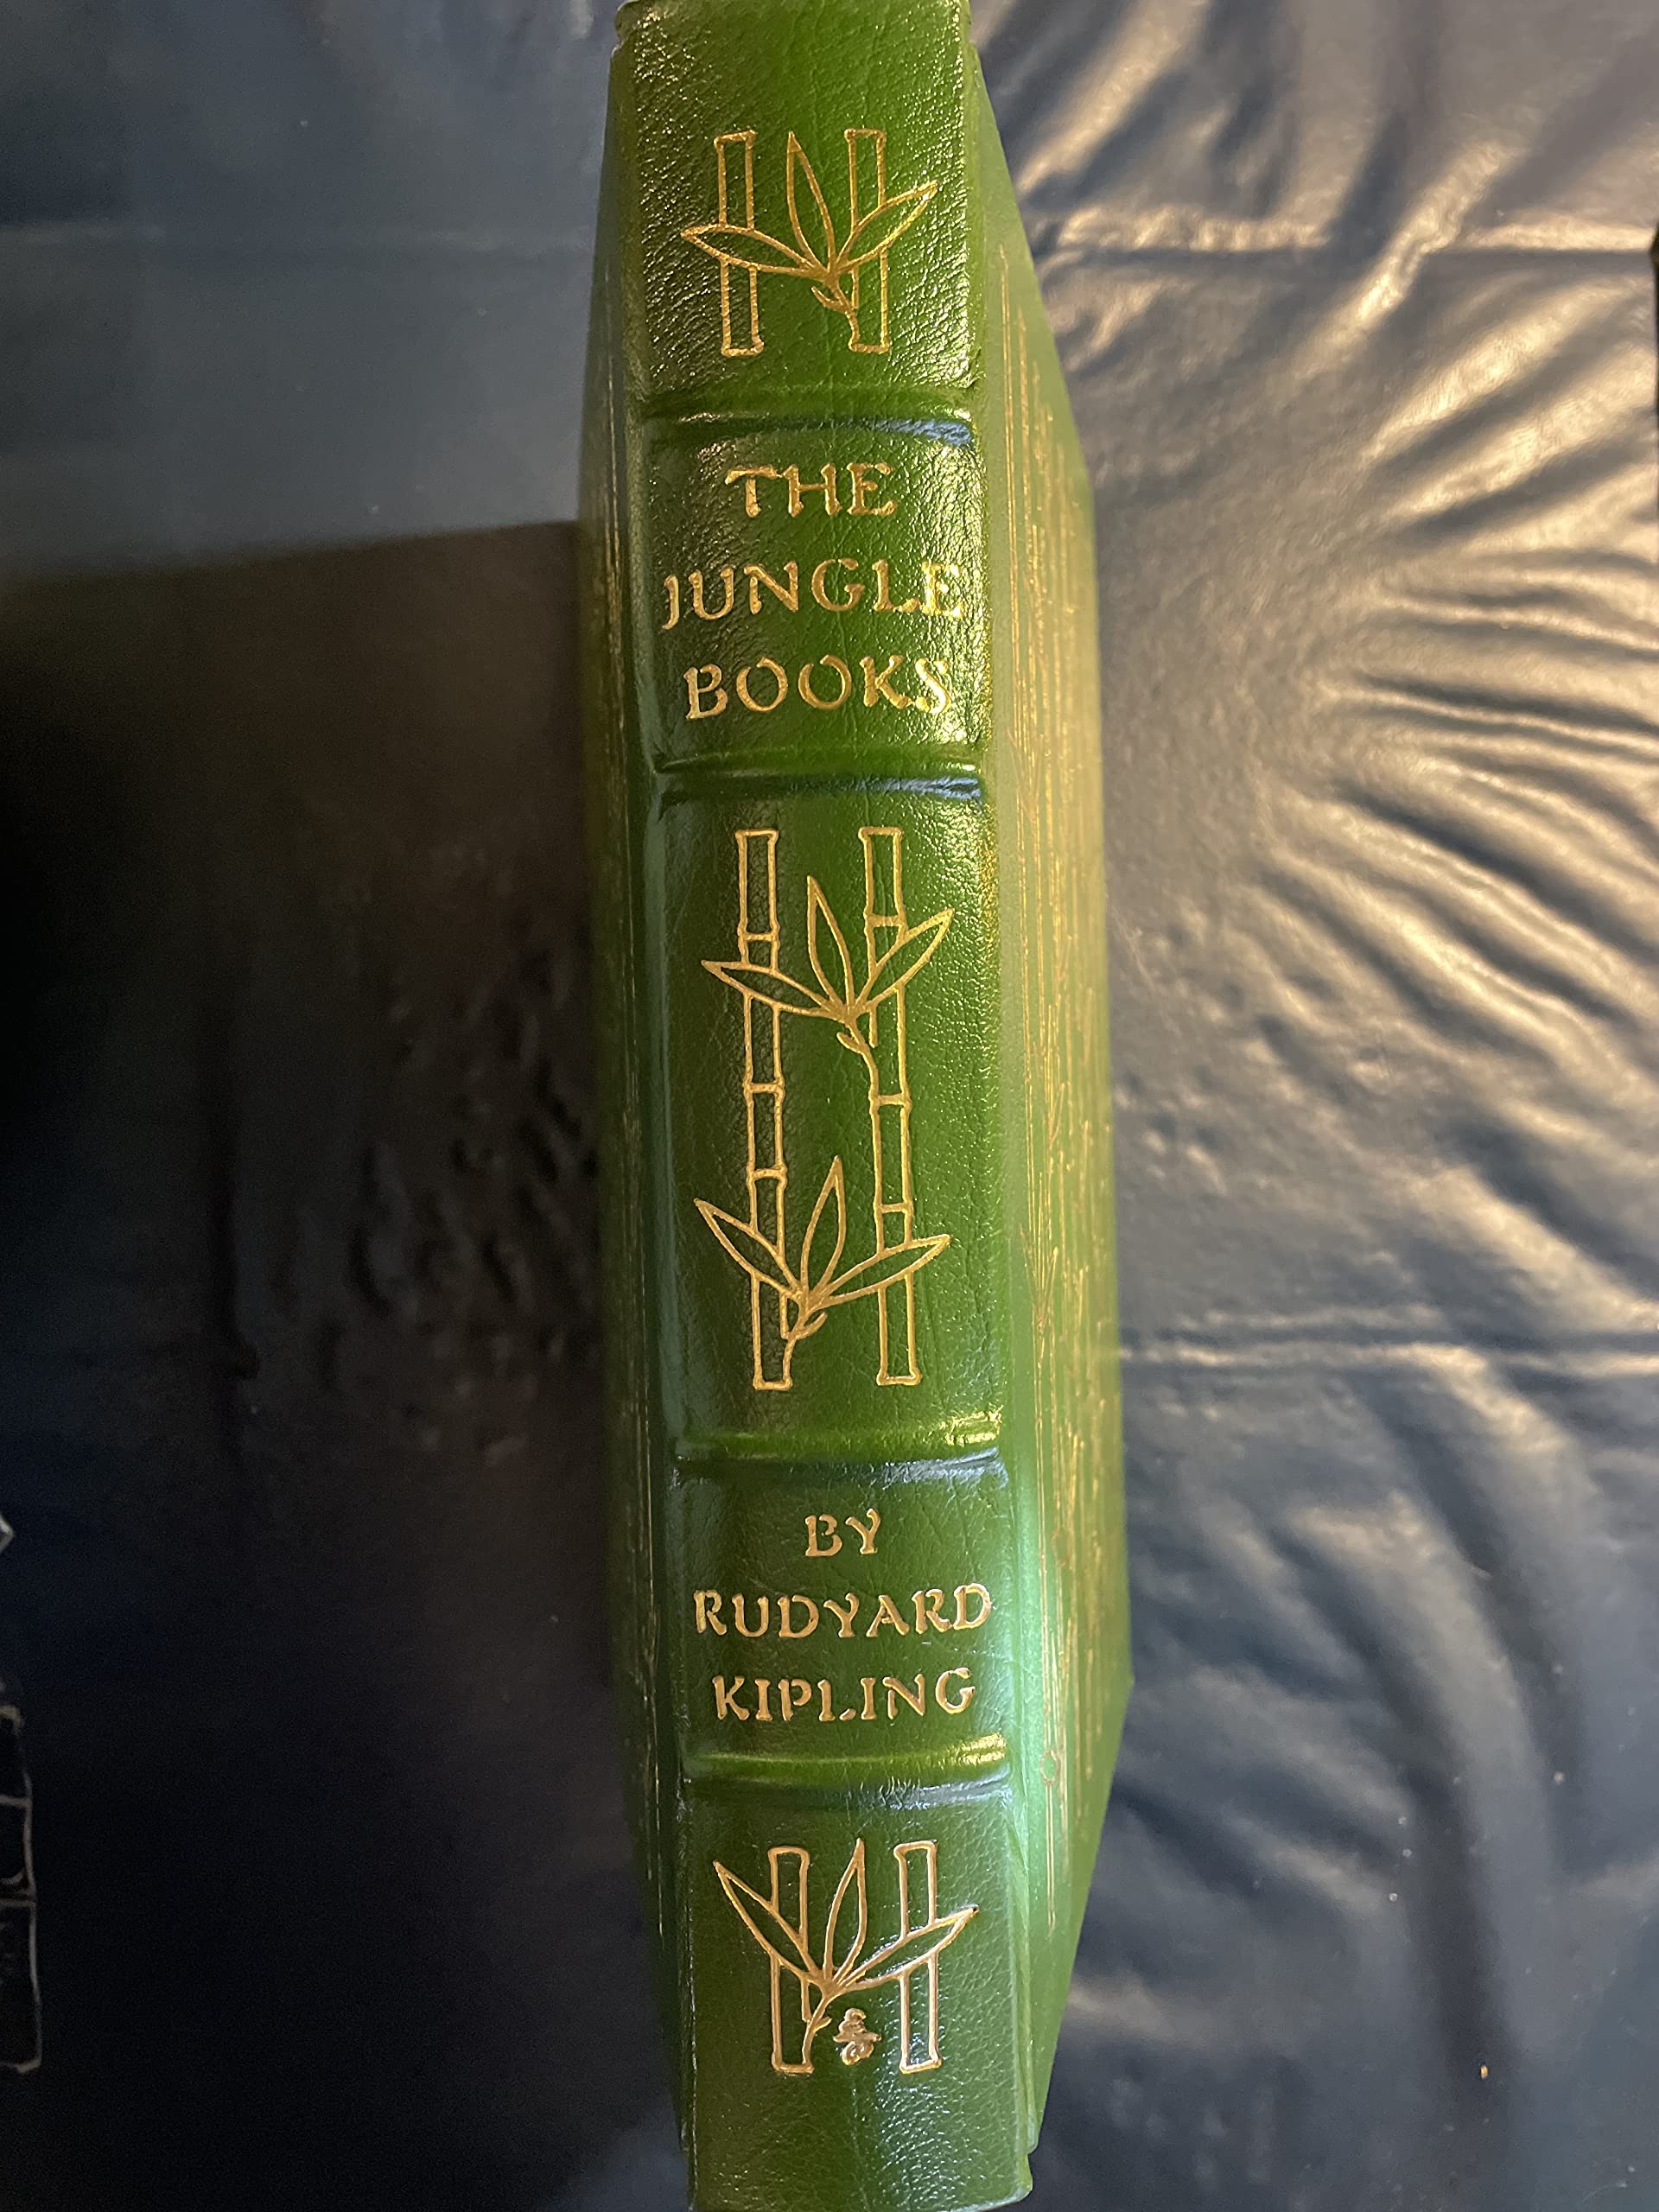 THE
JUNGLE
BOOKS
BY
RUDYARD
KIPLING